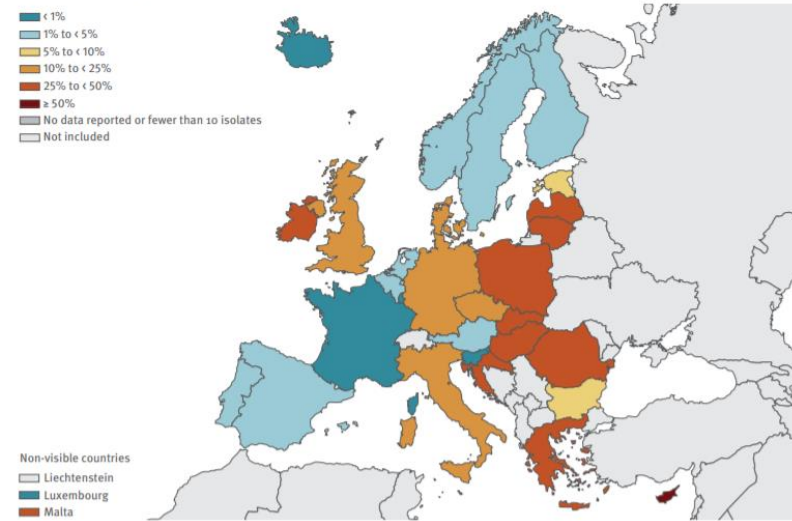 < 1%
1% to < 5%
5% to < 10%
10% to < 25%
25% to < 50%
≥ 50%
No data reported or fewer than 10 isolates
Not included
Non-visible countries
Liechtenstein
Luxembourg
Malta